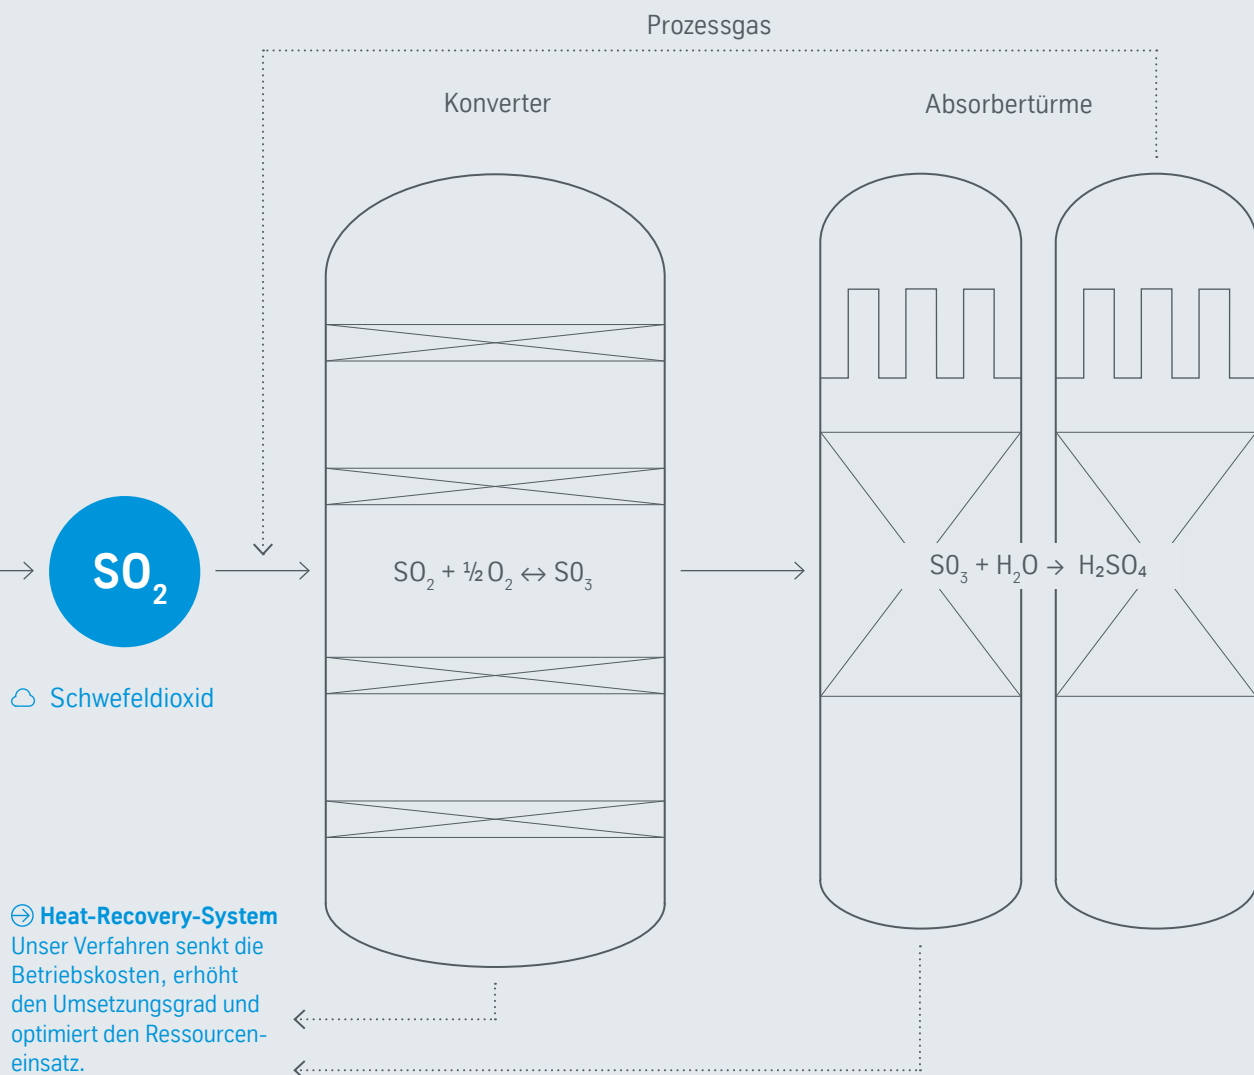 Prozessgas
Konverter
Absorbertürme
SO₂
SO₂ + ½ O₂ ↔ SO₃
SO₃ + H₂O → H₂SO₄
Schwefeldioxid
Heat-Recovery-System
Unser Verfahren senkt die
Betriebskosten, erhöht
den Umsetzungsgrad und
optimiert den Ressourcen-
einsatz.